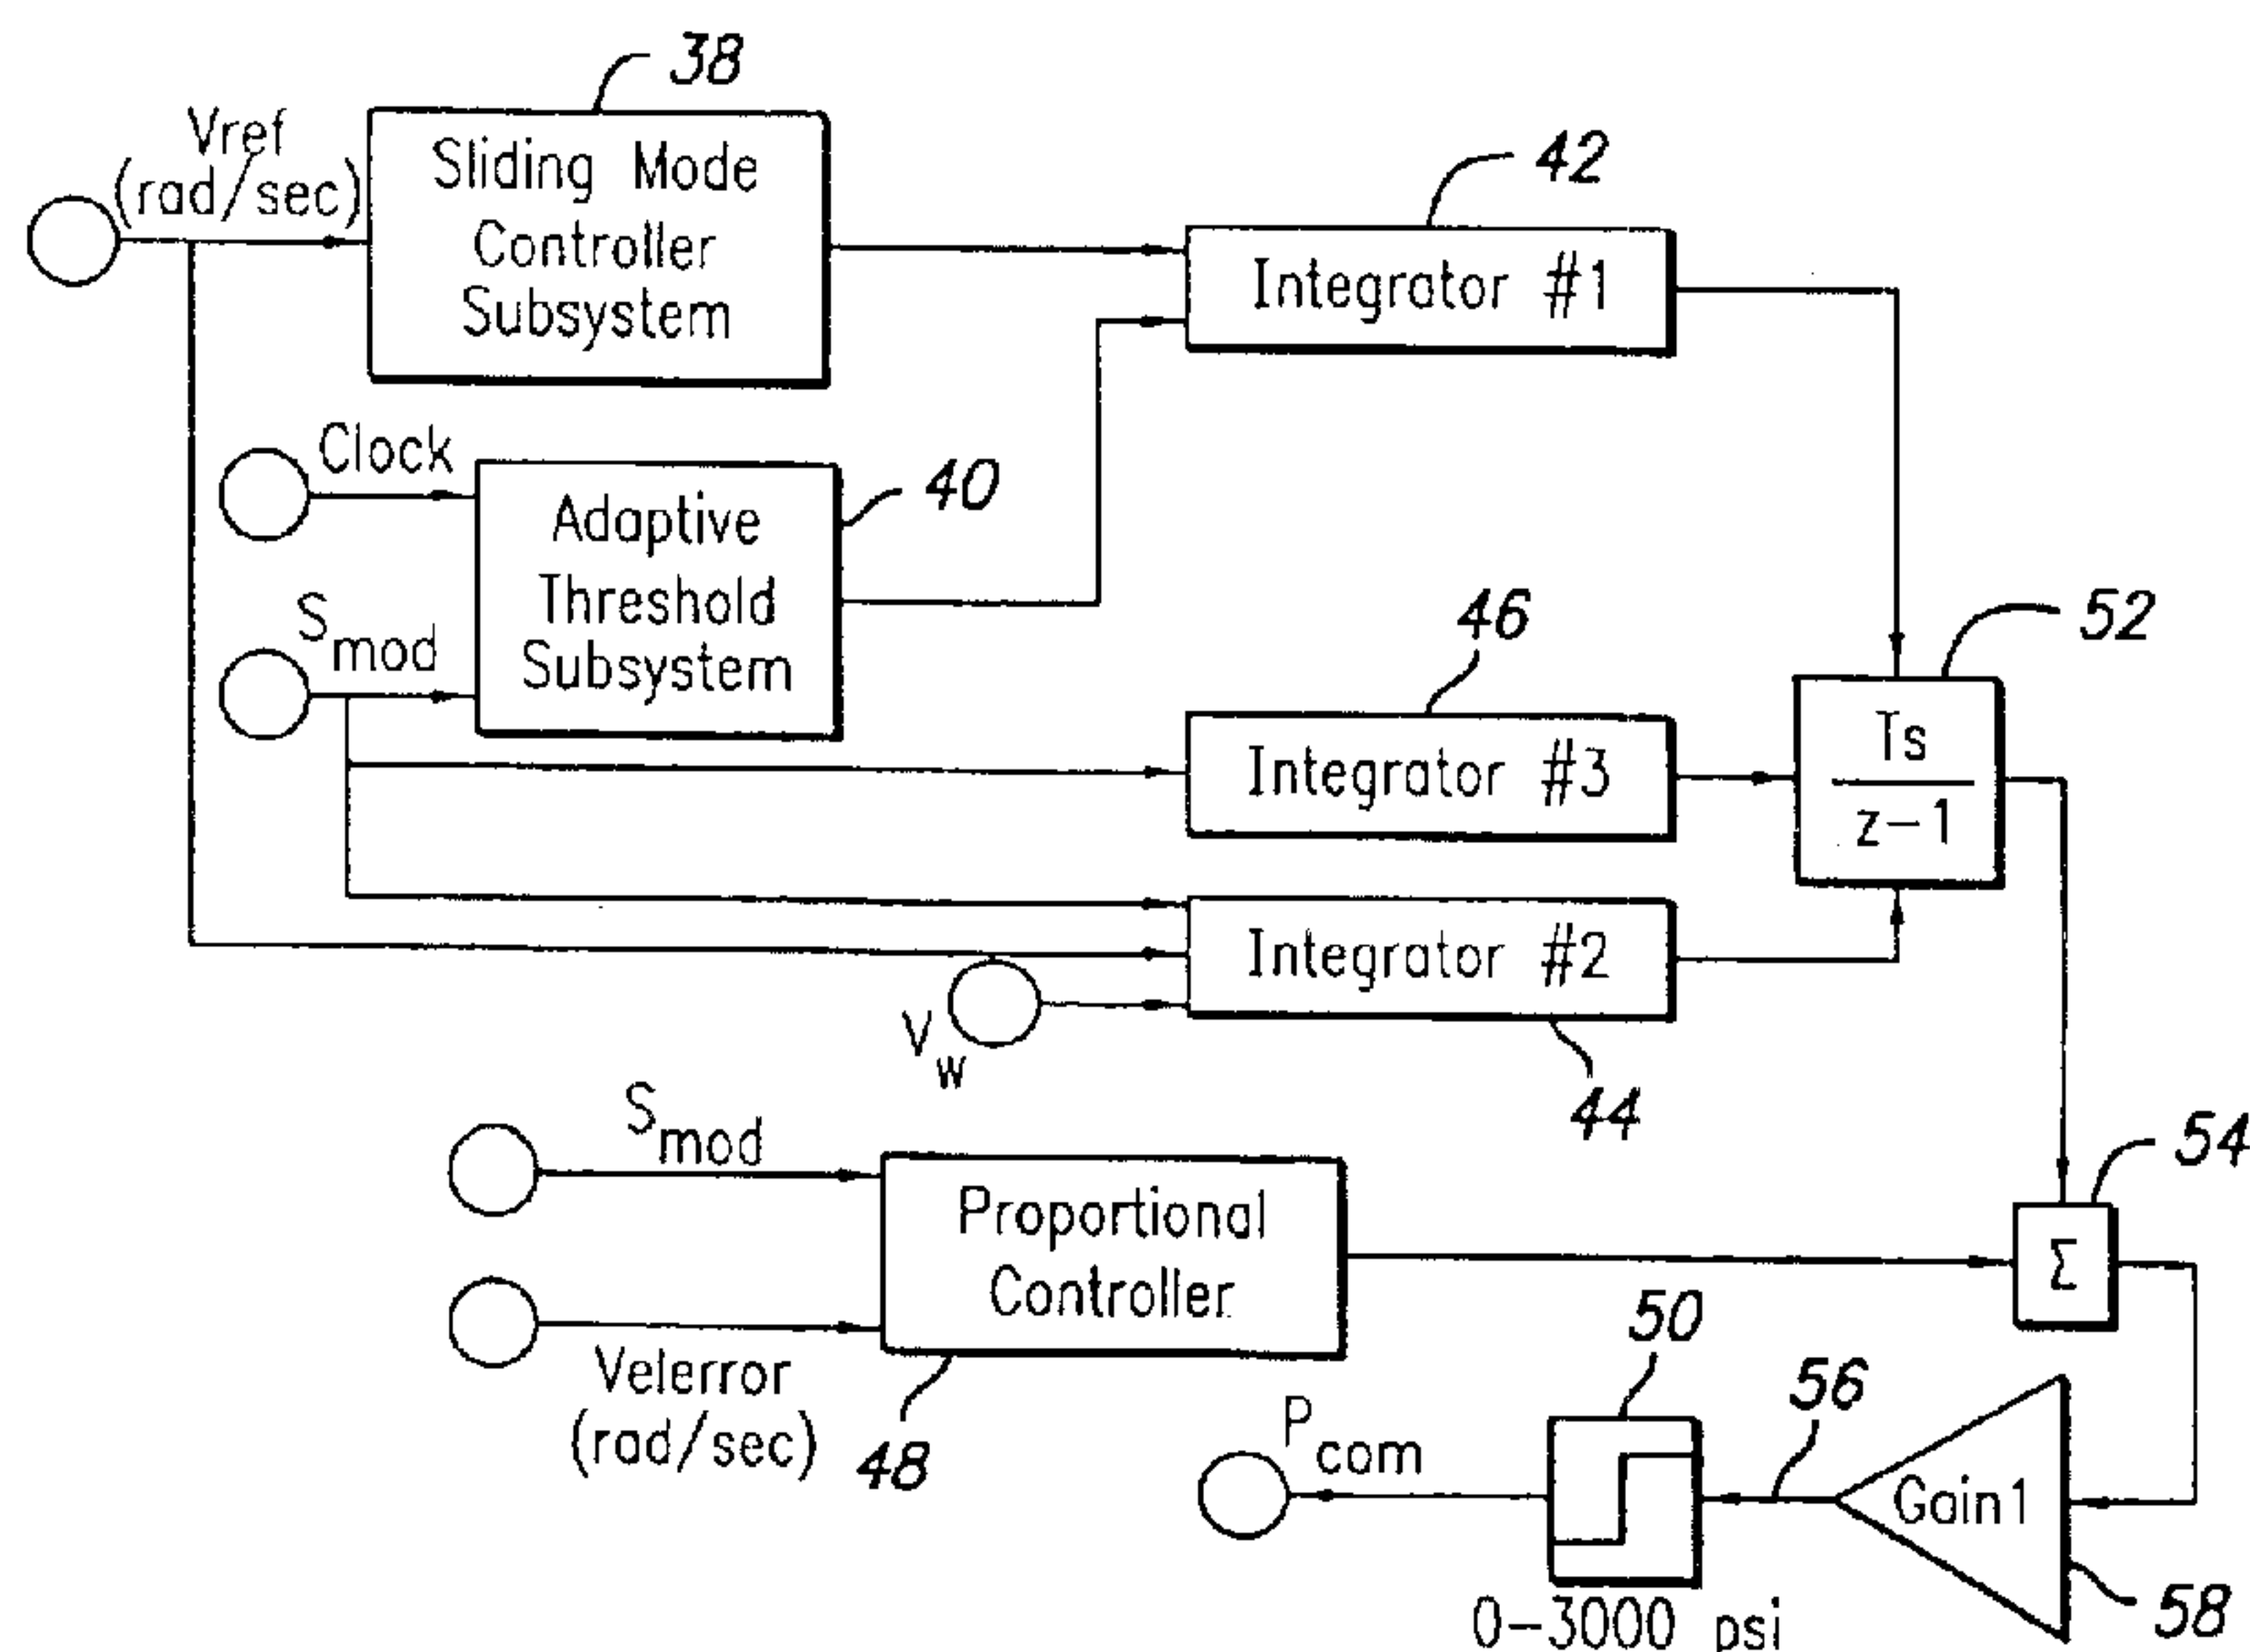 38
Vref
(rad/sec)
Sliding Mode
Controller
Subsystem
42
Integrator #1
Clock
40
Adaptive
Threshold
Subsystem
S mod
46
52
Integrator #3
Ts
z-1
Integrator #2
Vw
44
S mod
54
Proportional
Controller
Σ
50
Velerror
(rad/sec)
48
56
Pcom
Gain1
0-3000 psi
58